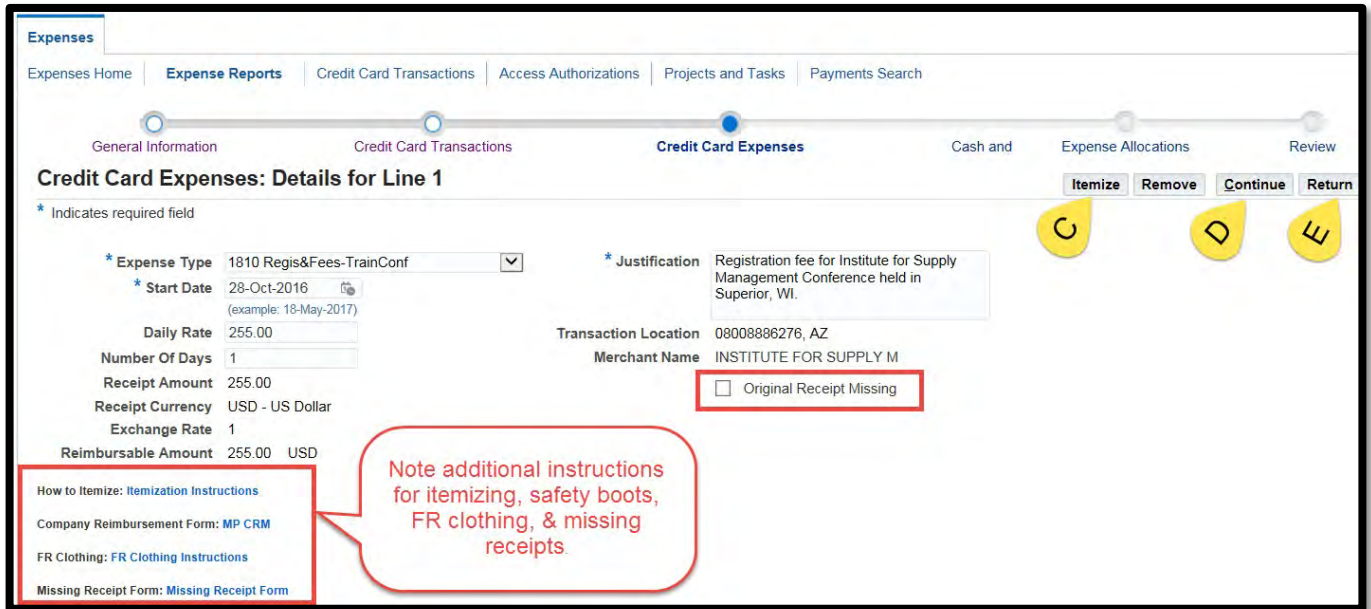 Expenses
Expenses Home Expense Reports Credit Card Transactions Access Authorizations Projects and Tasks Payments Search
General Information Credit Card Transactions Credit Card Expenses Cash and Expense Allocations Review
Credit Card Expenses: Details for Line 1
Itemize Remove Continue Return
* Indicates required field
C D E
* Expense Type 1810 Regis&Fees-TrainConf
* Start Date 28-Oct-2016
(example: 18-May-2017)
Daily Rate 255.00
Number Of Days 1
Receipt Amount 255.00
Receipt Currency USD - US Dollar
Exchange Rate 1
Reimbursable Amount 255.00 USD
* Justification Registration fee for Institute for Supply
Management Conference held in
Superior, WI.
Transaction Location 08008886276, AZ
Merchant Name INSTITUTE FOR SUPPLY M
Original Receipt Missing
How to Itemize: Itemization Instructions
Company Reimbursement Form: MP CRM
FR Clothing: FR Clothing Instructions
Missing Receipt Form: Missing Receipt Form
Note additional instructions
for itemizing, safety boots,
FR clothing, & missing
receipts.